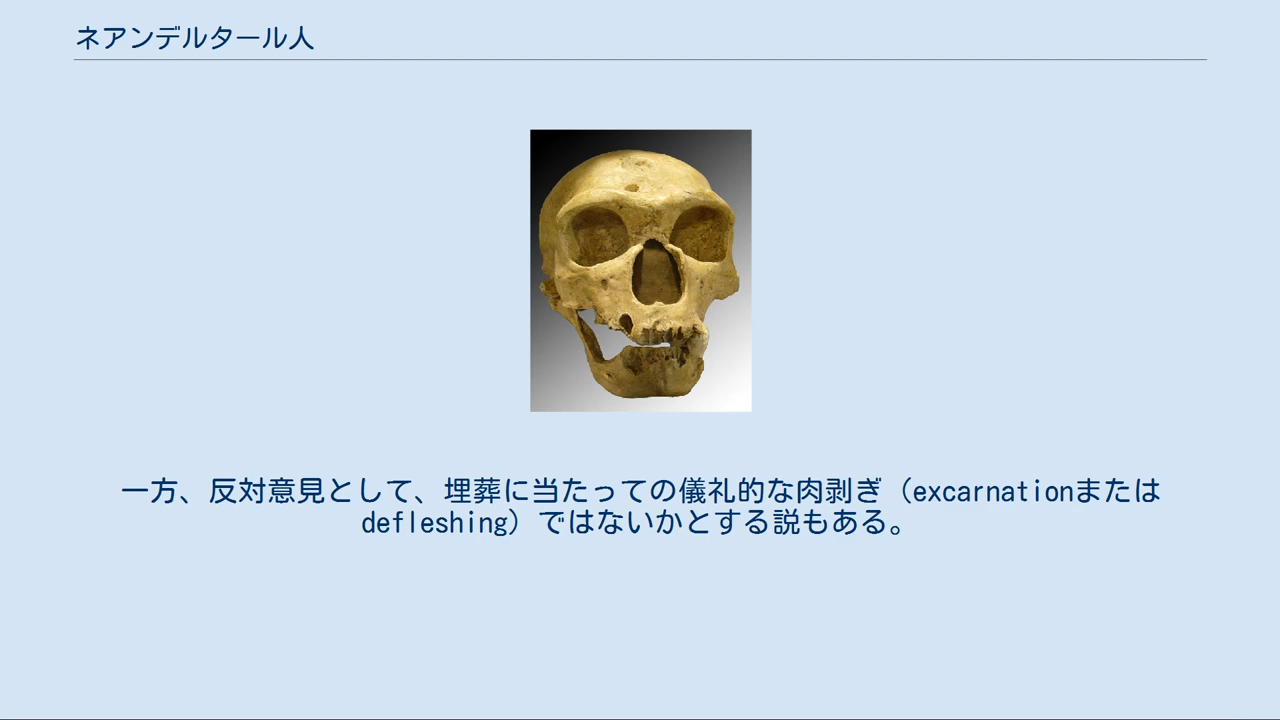 ネアンデルタール人
一方、反対意見として、埋葬に当たっての儀礼的な肉剥ぎ（excarnationまたは
defleshing）ではないかとする説もある。